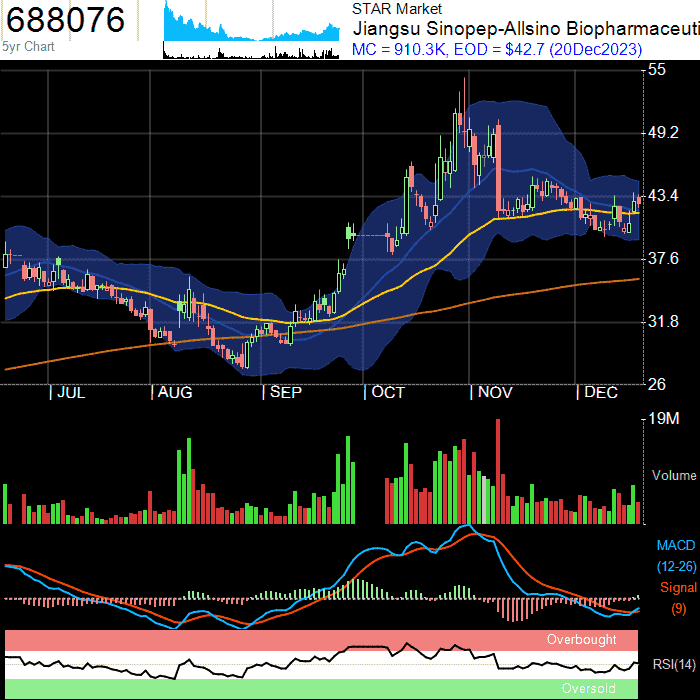 688076
5yr Chart
STAR Market
Jiangsu Sinopep-Allsino Biopharmaceuti
MC = 910.3K, EOD = $42.7 (20Dec2023)
55
49.2
43.4
37.6
31.8
26
| JUL | AUG | SEP | OCT | NOV | DEC
19M
Volume
MACD
(12-26)
Signal
(9)
Overbought
RSI(14)
Oversold